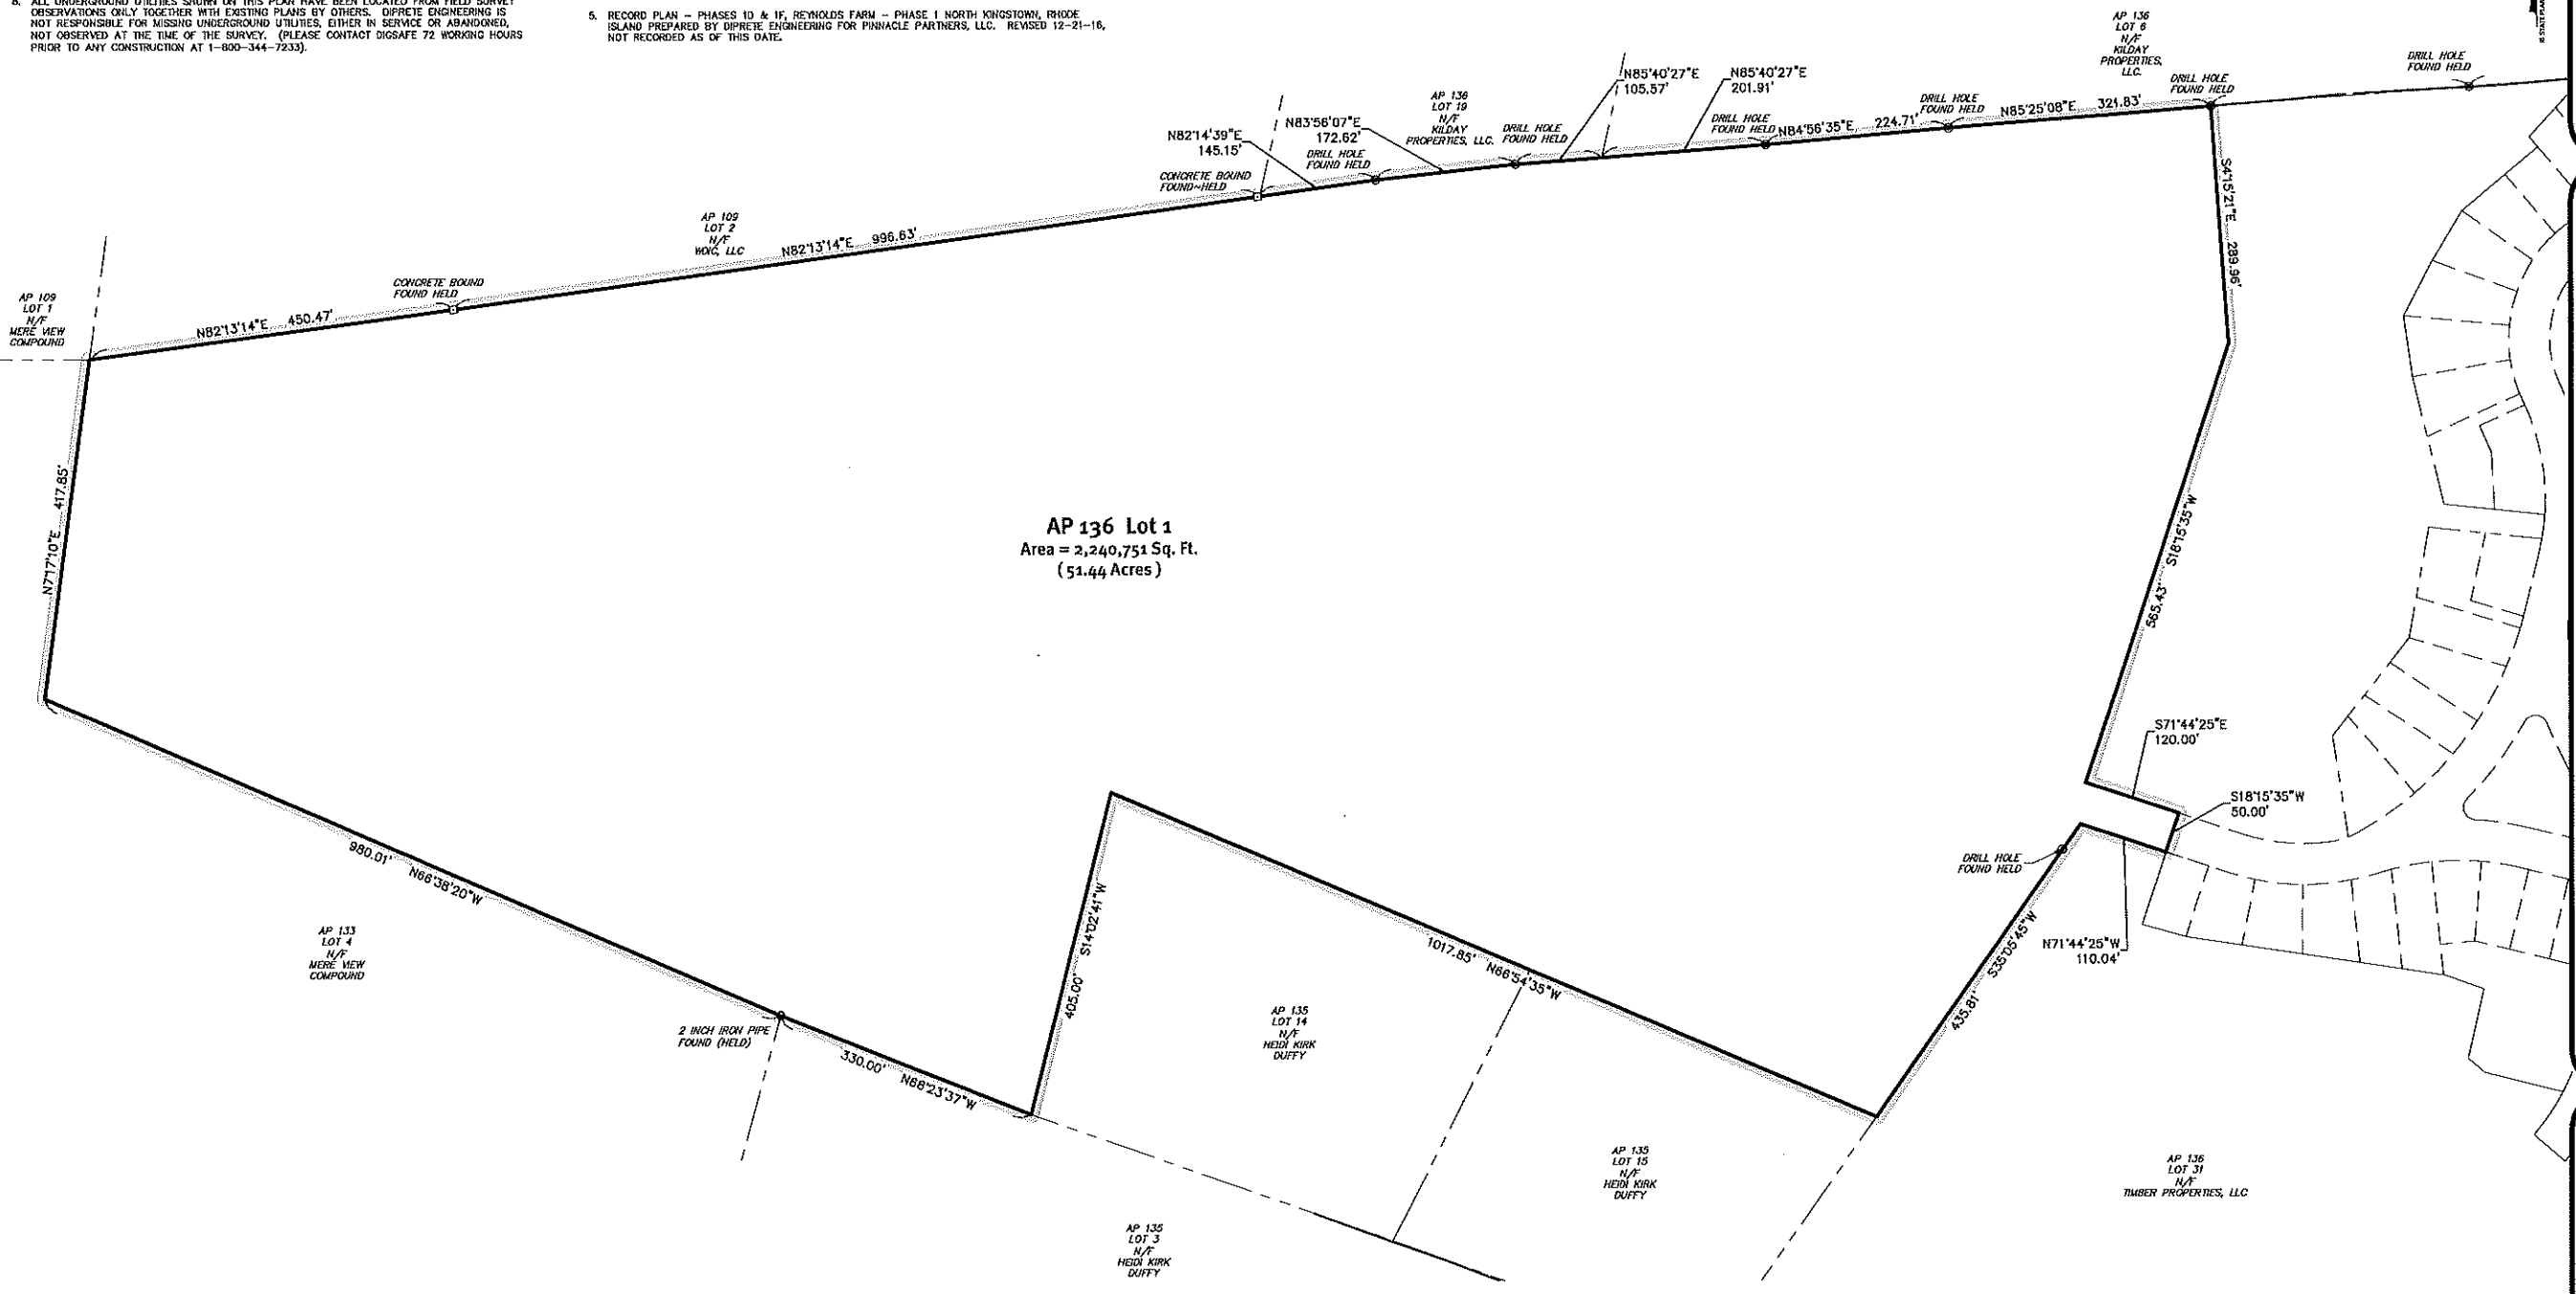 6. ALL UNDERGROUND UTILITIES SHOWN ON THIS PLAN HAVE BEEN LOCATED FROM FIELD SURVEY
OBSERVATIONS ONLY TOGETHER WITH EXISTING PLANS BY OTHERS. DIPRETE ENGINEERING IS
NOT RESPONSIBLE FOR MISSING UNDERGROUND UTILITIES, EITHER IN SERVICE OR ABANDONED,
NOT OBSERVED AT THE TIME OF THE SURVEY. (PLEASE CONTACT DIGSAFE 72 WORKING HOURS
PRIOR TO ANY CONSTRUCTION AT 1-800-344-7233).
5. RECORD PLAN - PHASES 1D & 1F, REYNOLDS FARM - PHASE 1 NORTH KINGSTOWN, RHODE
ISLAND PREPARED BY DIPRETE ENGINEERING FOR PINNACLE PARTNERS, LLC. REVISED 12-21-16,
NOT RECORDED AS OF THIS DATE.
AP 136
LOT 6
N/F
KILDAY
PROPERTIES,
LLC.
DRILL HOLE
FOUND HELD
DRILL HOLE
FOUND HELD
N85°25'08"E 321.83'
DRILL HOLE
FOUND HELD
N84°56'35"E 224.71'
DRILL HOLE
FOUND HELD
N85°40'27"E
201.91'
N85°40'27"E
105.57'
DRILL HOLE
FOUND HELD
AP 136
LOT 19
N/F
KILDAY
PROPERTIES, LLC.
N83°56'07"E
172.62'
DRILL HOLE
FOUND HELD
N82°14'39"E
145.15'
CONCRETE BOUND
FOUND~HELD
AP 109
LOT 2
N/F
WDIG, LLC
N82°13'14"E 996.63'
CONCRETE BOUND
FOUND HELD
N82°13'14"E 450.47'
AP 109
LOT 1
N/F
MERE VIEW
COMPOUND
N7°17'10"E 417.85'
S4°15'21"E 289.96'
AP 136 Lot 1
Area = 2,240,751 Sq. Ft.
( 51.44 Acres )
565.43' S18°15'35"W
S71°44'25"E
120.00'
S18°15'35"W
50.00'
N71°44'25"W
110.04'
DRILL HOLE
FOUND HELD
435.81' S35°05'45"W
1017.85' N66°54'35"W
405.00' S14°02'41"W
980.01' N66°38'20"W
AP 133
LOT 4
N/F
MERE VIEW
COMPOUND
2 INCH IRON PIPE
FOUND (HELD)
330.00' N68°23'37"W
AP 135
LOT 14
N/F
HEIDI KIRK
DUFFY
AP 135
LOT 15
N/F
HEIDI KIRK
DUFFY
AP 136
LOT 31
N/F
TIMBER PROPERTIES, LLC
AP 135
LOT 3
N/F
HEIDI KIRK
DUFFY